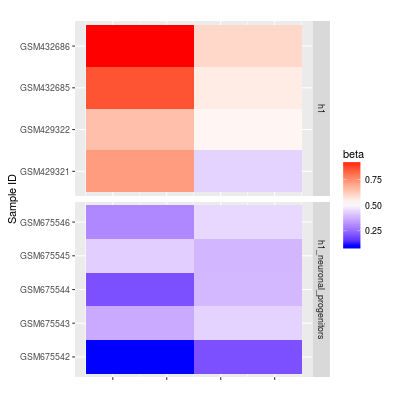 GSM432686
GSM432685
GSM429322
GSM429321
h1
GSM675546
GSM675545
GSM675544
GSM675543
GSM675542
h1_neuronal_progenitors
Sample ID
beta
0.75
0.50
0.25